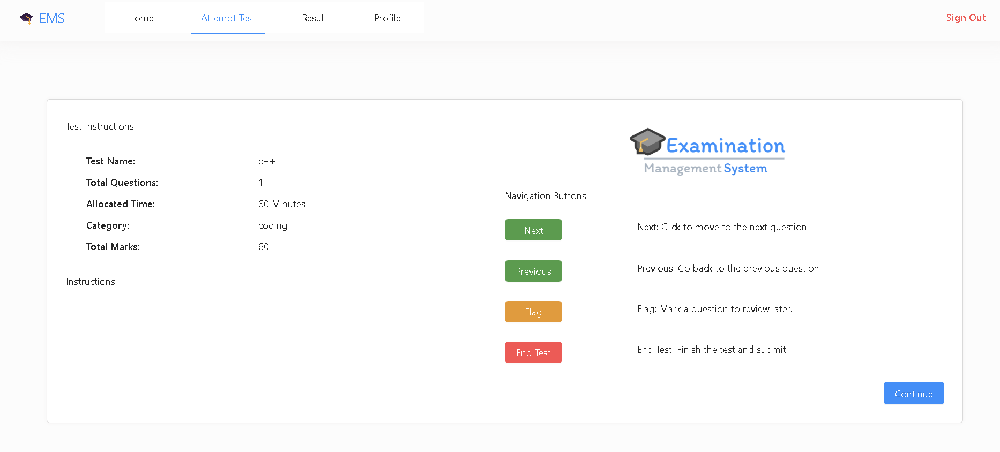 EMS
Home
Attempt Test
Result
Profile
Sign Out
Test Instructions
Test Name: c++
Total Questions: 1
Allocated Time: 60 Minutes
Category: coding
Total Marks: 60
Instructions
Examination
Management System
Navigation Buttons
Next
Next: Click to move to the next question.
Previous
Previous: Go back to the previous question.
Flag
Flag: Mark a question to review later.
End Test
End Test: Finish the test and submit.
Continue